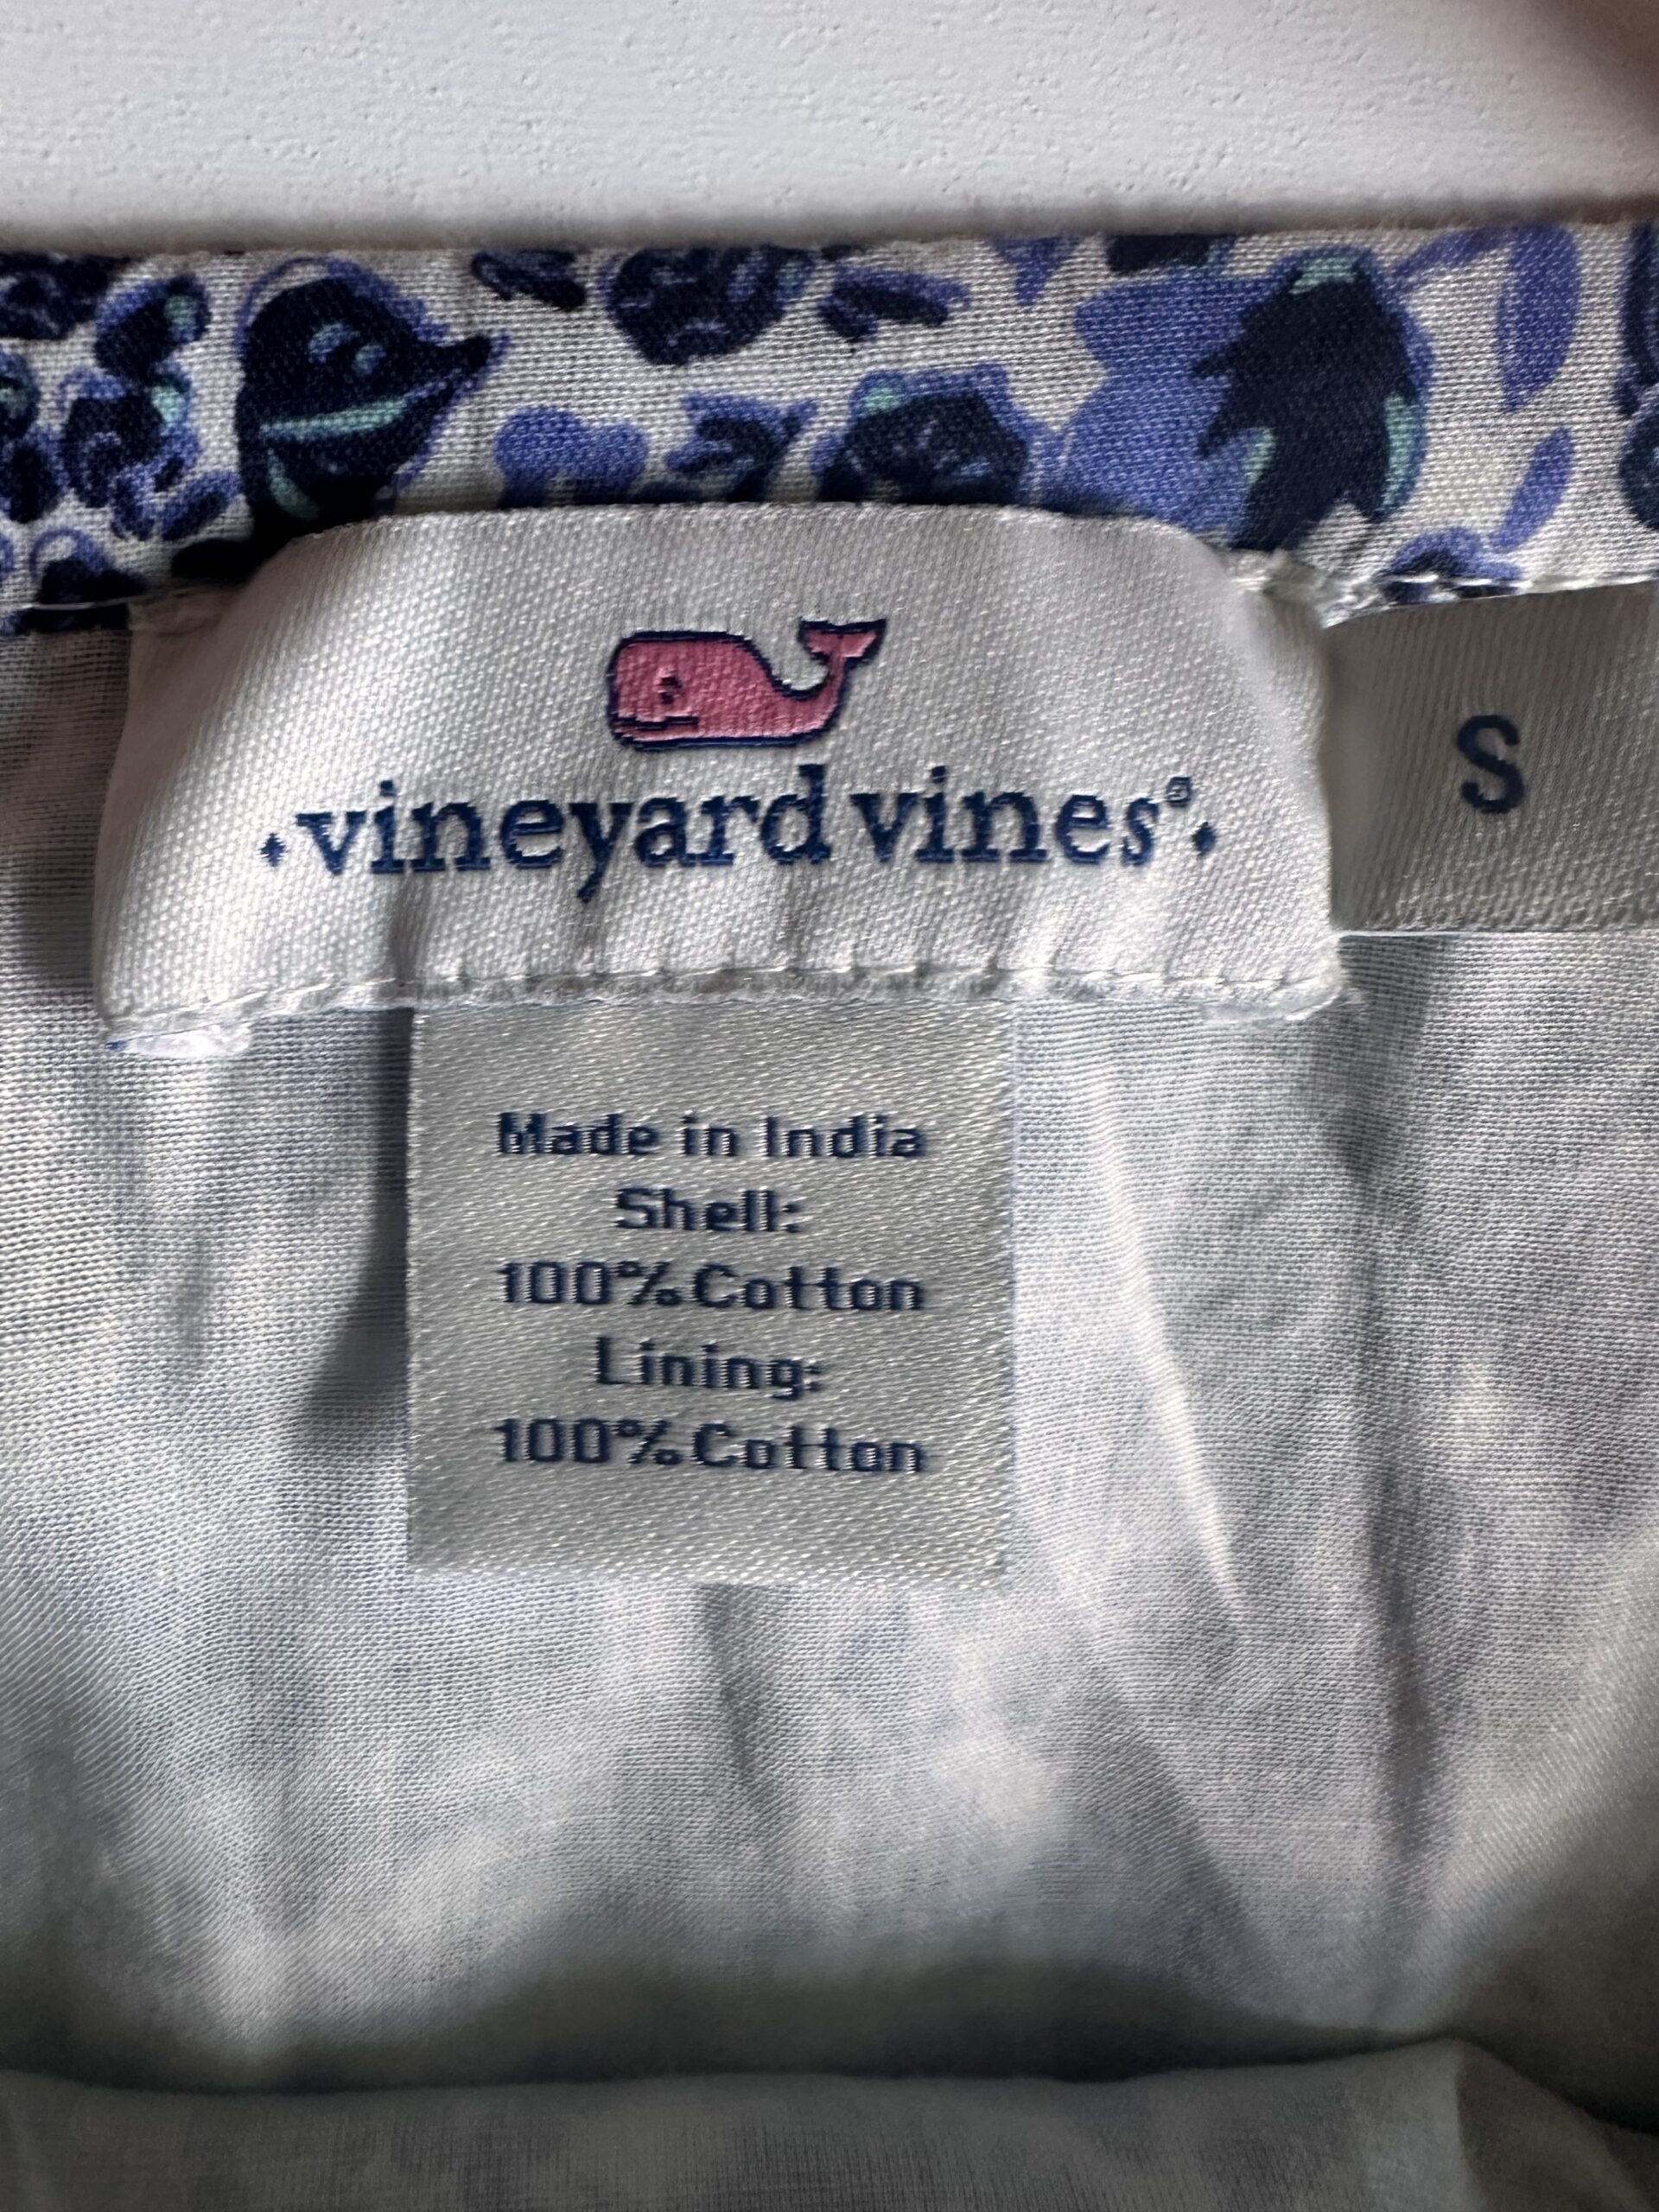 vineyard vines®
S
Made in India
Shell:
100% Cotton
Lining:
100% Cotton